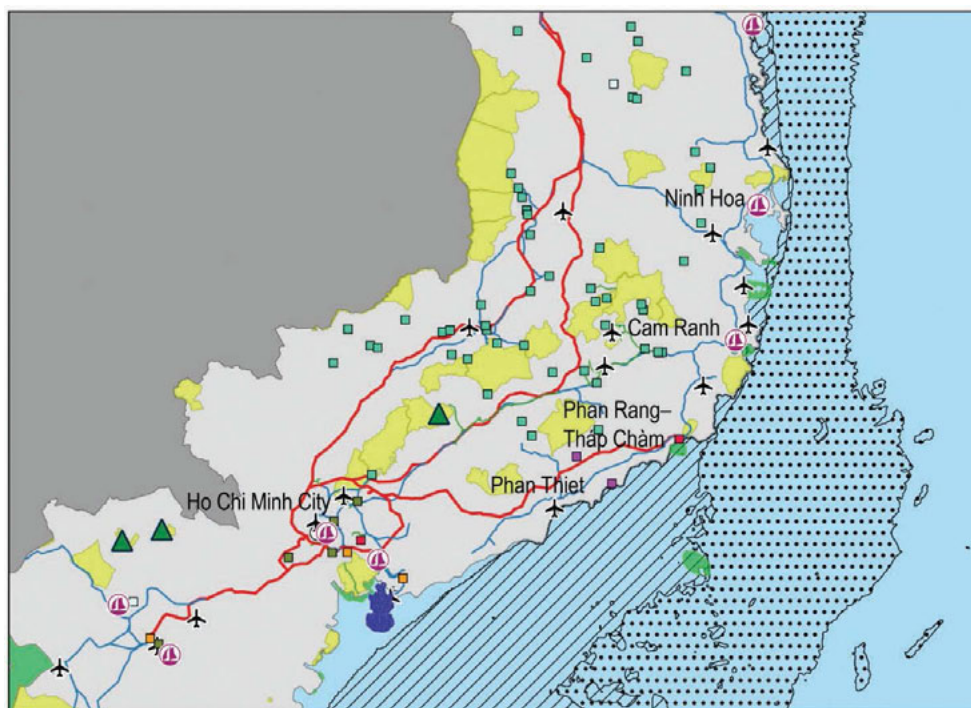 Ninh Hoa
Cam Ranh
Phan Rang–
Tháp Chàm
Phan Thiet
Ho Chi Minh City